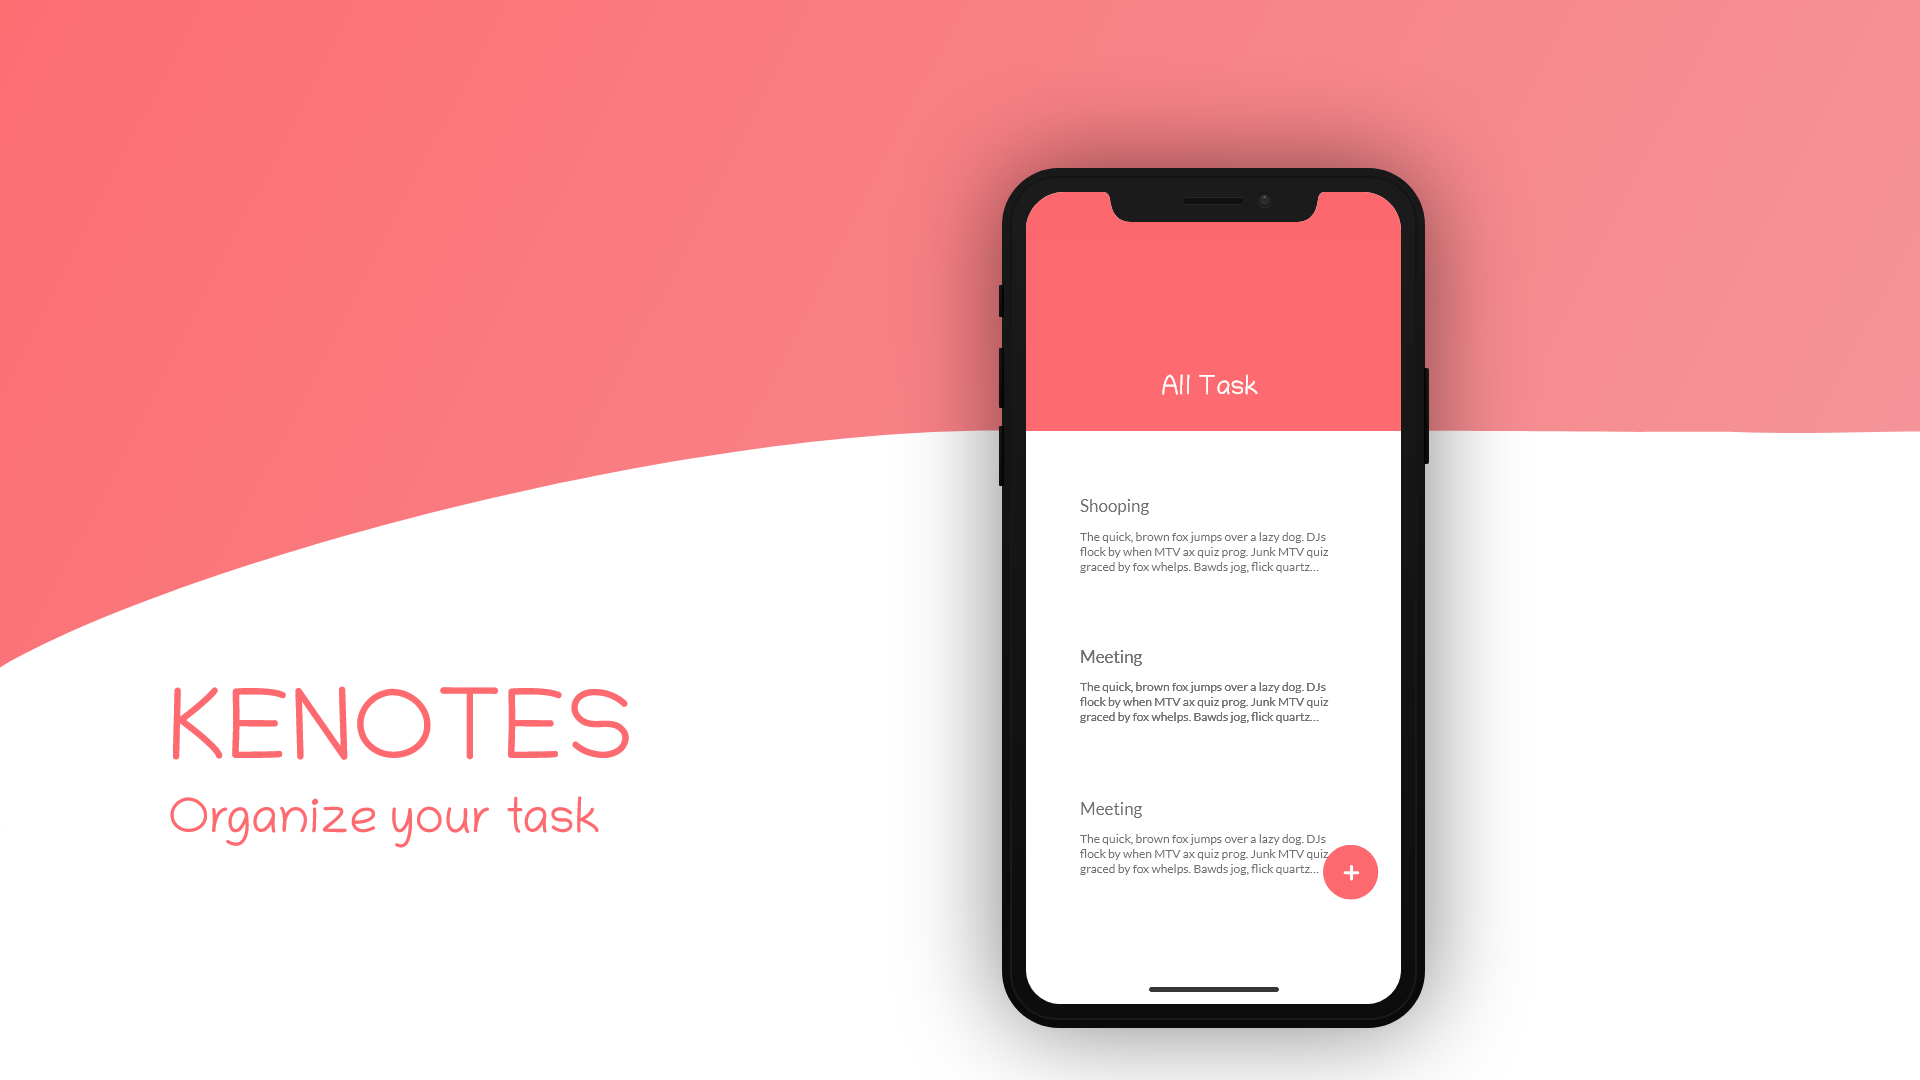 KENOTES
Organize your task
All Task
Shooping
The quick, brown fox jumps over a lazy dog. DJs
flock by when MTV ax quiz prog. Junk MTV quiz
graced by fox whelps. Bawds jog, flick quartz...
Meeting
The quick, brown fox jumps over a lazy dog. DJs
flock by when MTV ax quiz prog. Junk MTV quiz
graced by fox whelps. Bawds jog, flick quartz...
Meeting
The quick, brown fox jumps over a lazy dog. DJs
flock by when MTV ax quiz prog. Junk MTV quiz
graced by fox whelps. Bawds jog, flick quartz...
+